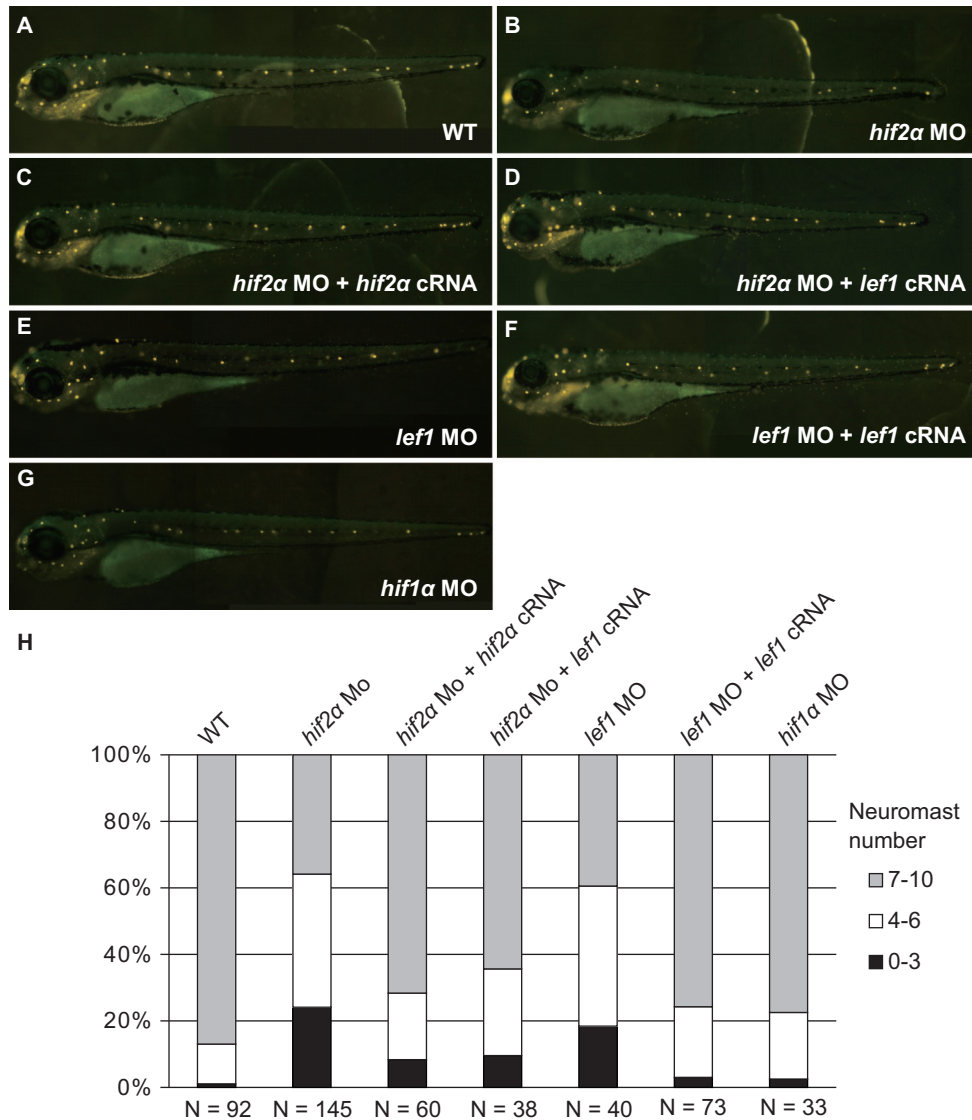 A
WT
B
hif2α MO
C
hif2α MO + hif2α cRNA
D
hif2α MO + lef1 cRNA
E
lef1 MO
F
lef1 MO + lef1 cRNA
G
hif1α MO
H
WT
hif2α Mo
hif2α Mo + hif2α cRNA
hif2α Mo + lef1 cRNA
lef1 MO
lef1 MO + lef1 cRNA
hif1α MO
100%
80%
60%
40%
20%
0%
Neuromast
number
7-10
4-6
0-3
N = 92
N = 145
N = 60
N = 38
N = 40
N = 73
N = 33